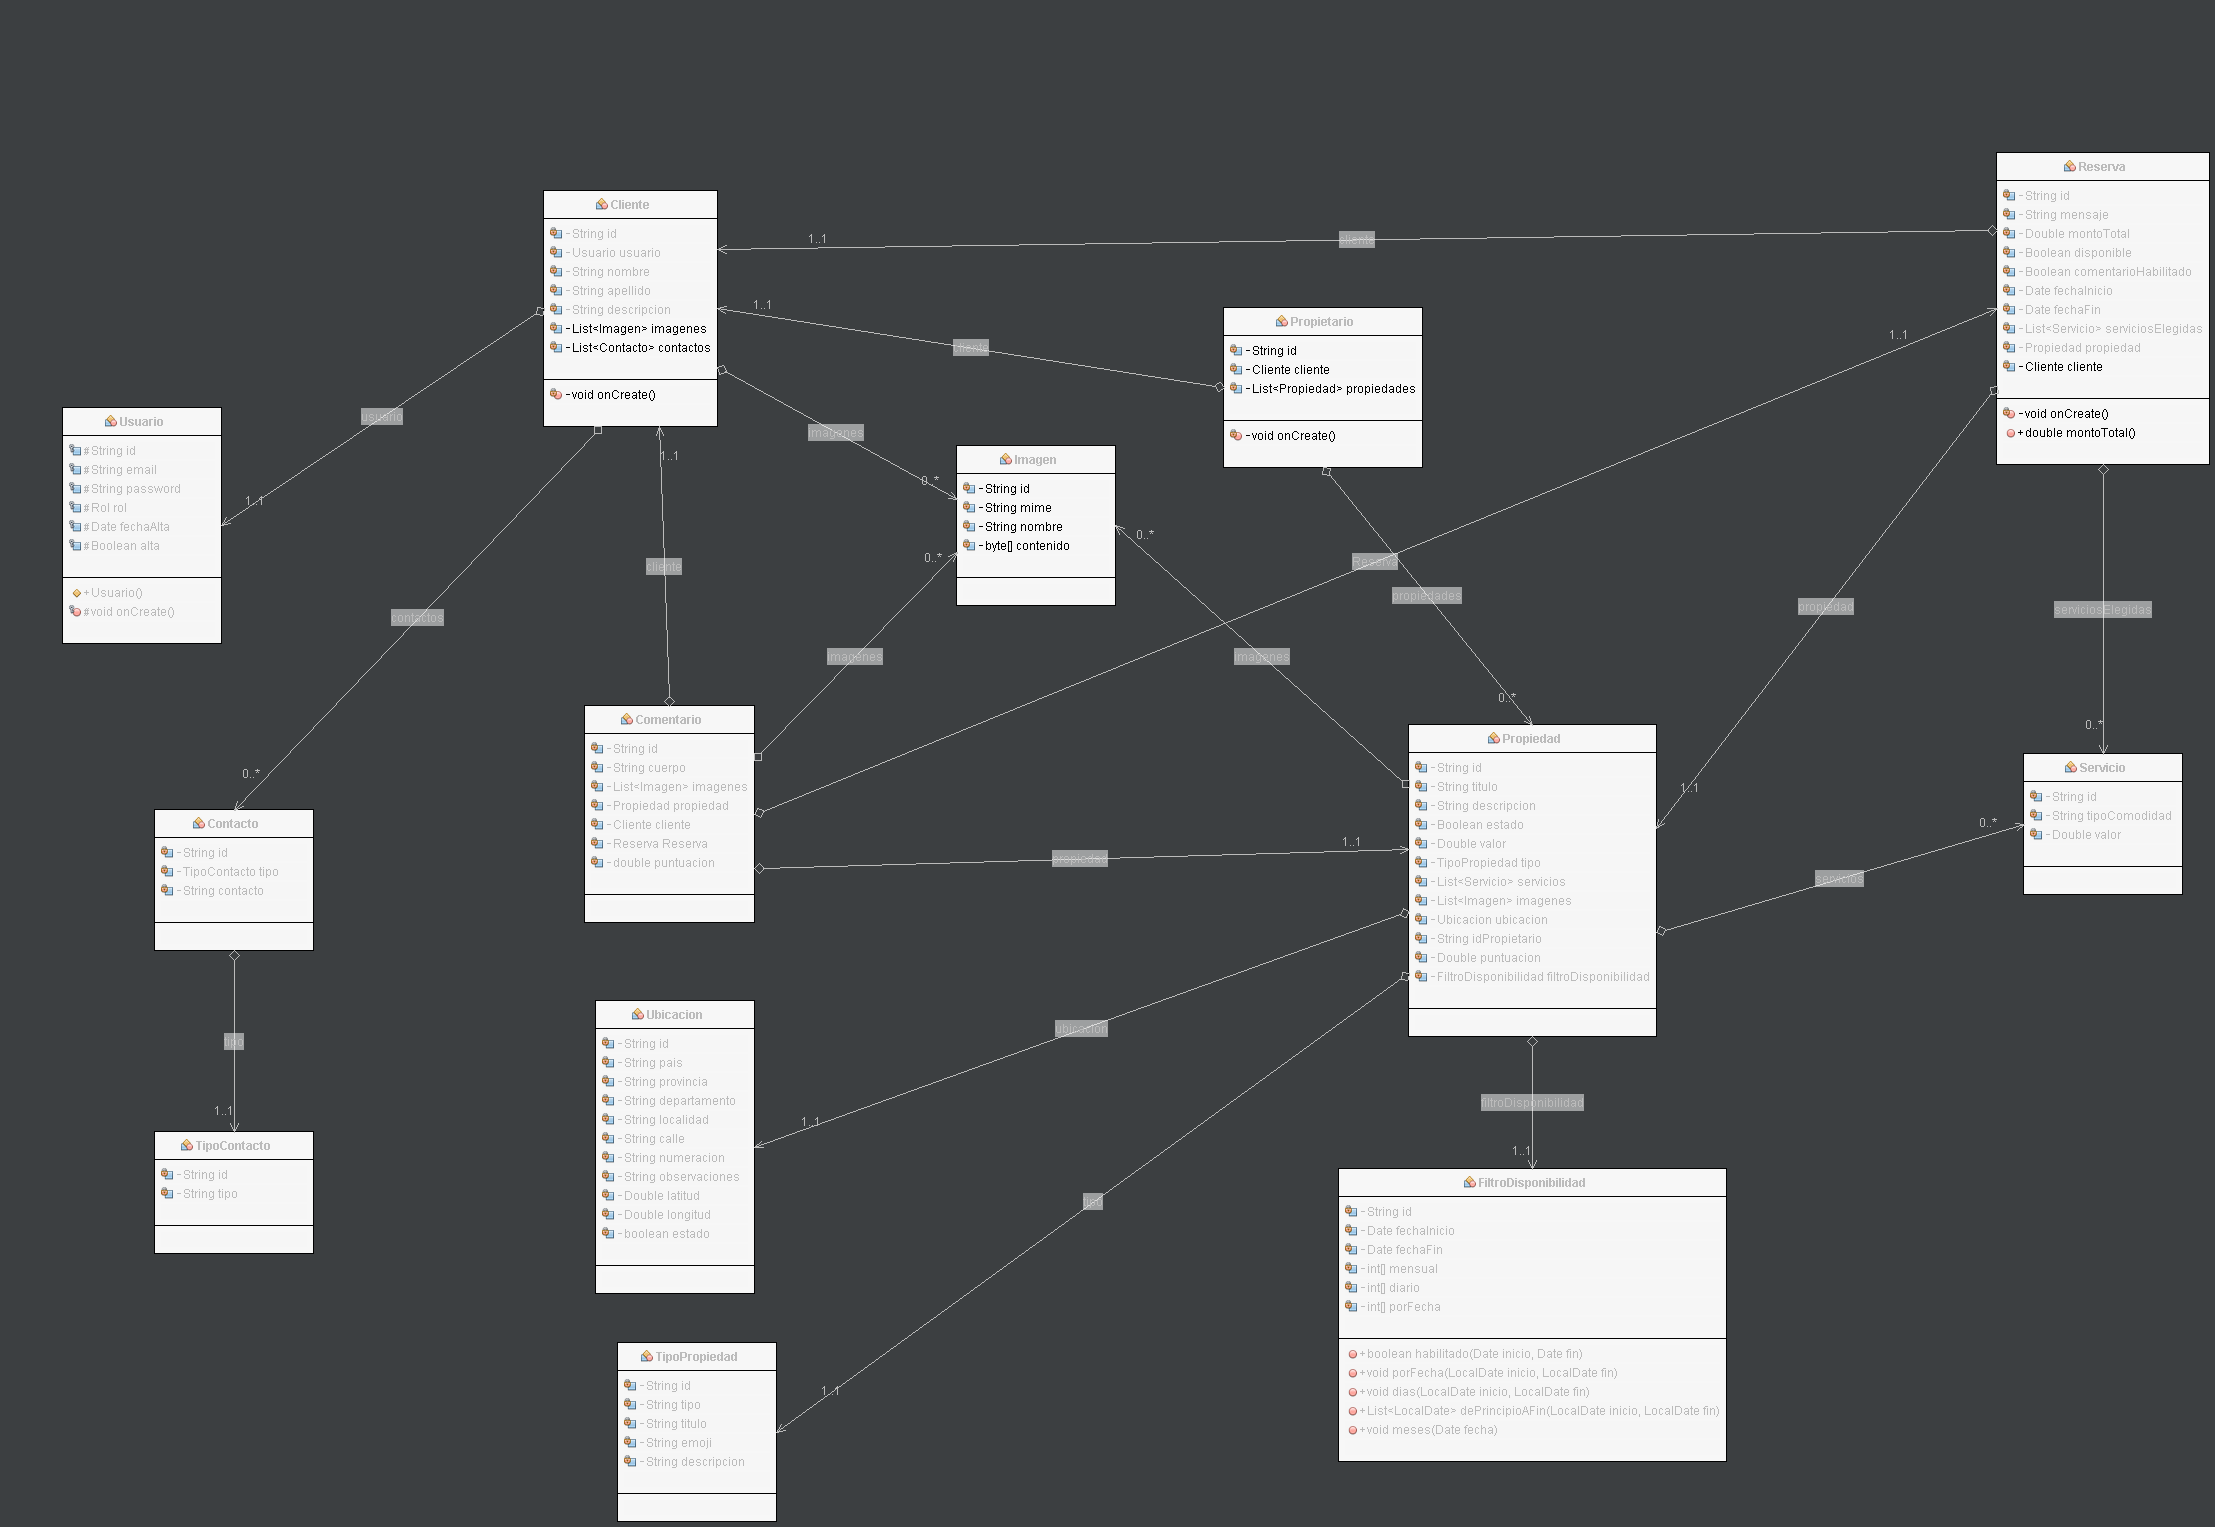 Reserva
- String id
- String mensaje
- Double montoTotal
- Boolean disponible
- Boolean comentarioHabilitado
- Date fechaInicio
- Date fechaFin
- List<Servicio> serviciosElegidas
- Propiedad propiedad
- Cliente cliente
- void onCreate()
+ double montoTotal()
Cliente
- String id
- Usuario usuario
- String nombre
- String apellido
- String descripcion
- List<Imagen> imagenes
- List<Contacto> contactos
- void onCreate()
1..1
cliente
1..1
cliente
Propietario
- String id
- Cliente cliente
- List<Propiedad> propiedades
- void onCreate()
1..1
Usuario
# String id
# String email
# String password
# Rol rol
# Date fechaAlta
# Boolean alta
+ Usuario()
# void onCreate()
usuario
1..1
imagenes
0..*
1..1
Imagen
- String id
- String mime
- String nombre
- byte[] contenido
0..*
0..*
cliente
Reserva
propiedades
propiedad
serviciosElegidas
contactos
imagenes
imagenes
0..*
0..*
0..*
1..1
Comentario
- String id
- String cuerpo
- List<Imagen> imagenes
- Propiedad propiedad
- Cliente cliente
- Reserva Reserva
- double puntuacion
Propiedad
- String id
- String titulo
- String descripcion
- Boolean estado
- Double valor
- TipoPropiedad tipo
- List<Servicio> servicios
- List<Imagen> imagenes
- Ubicacion ubicacion
- String idPropietario
- Double puntuacion
- FiltroDisponibilidad filtroDisponibilidad
Servicio
- String id
- String tipoComodidad
- Double valor
0..*
servicios
1..1
propiedad
Contacto
- String id
- TipoContacto tipo
- String contacto
tipo
1..1
TipoContacto
- String id
- String tipo
Ubicacion
- String id
- String pais
- String provincia
- String departamento
- String localidad
- String calle
- String numeracion
- String observaciones
- Double latitud
- Double longitud
- boolean estado
ubicacion
1..1
filtroDisponibilidad
1..1
tipo
1..1
FiltroDisponibilidad
- String id
- Date fechaInicio
- Date fechaFin
- int[] mensual
- int[] diario
- int[] porFecha
+ boolean habilitado(Date inicio, Date fin)
+ void porFecha(LocalDate inicio, LocalDate fin)
+ void dias(LocalDate inicio, LocalDate fin)
+ List<LocalDate> dePrincipioAFin(LocalDate inicio, LocalDate fin)
+ void meses(Date fecha)
TipoPropiedad
- String id
- String tipo
- String titulo
- String emoji
- String descripcion